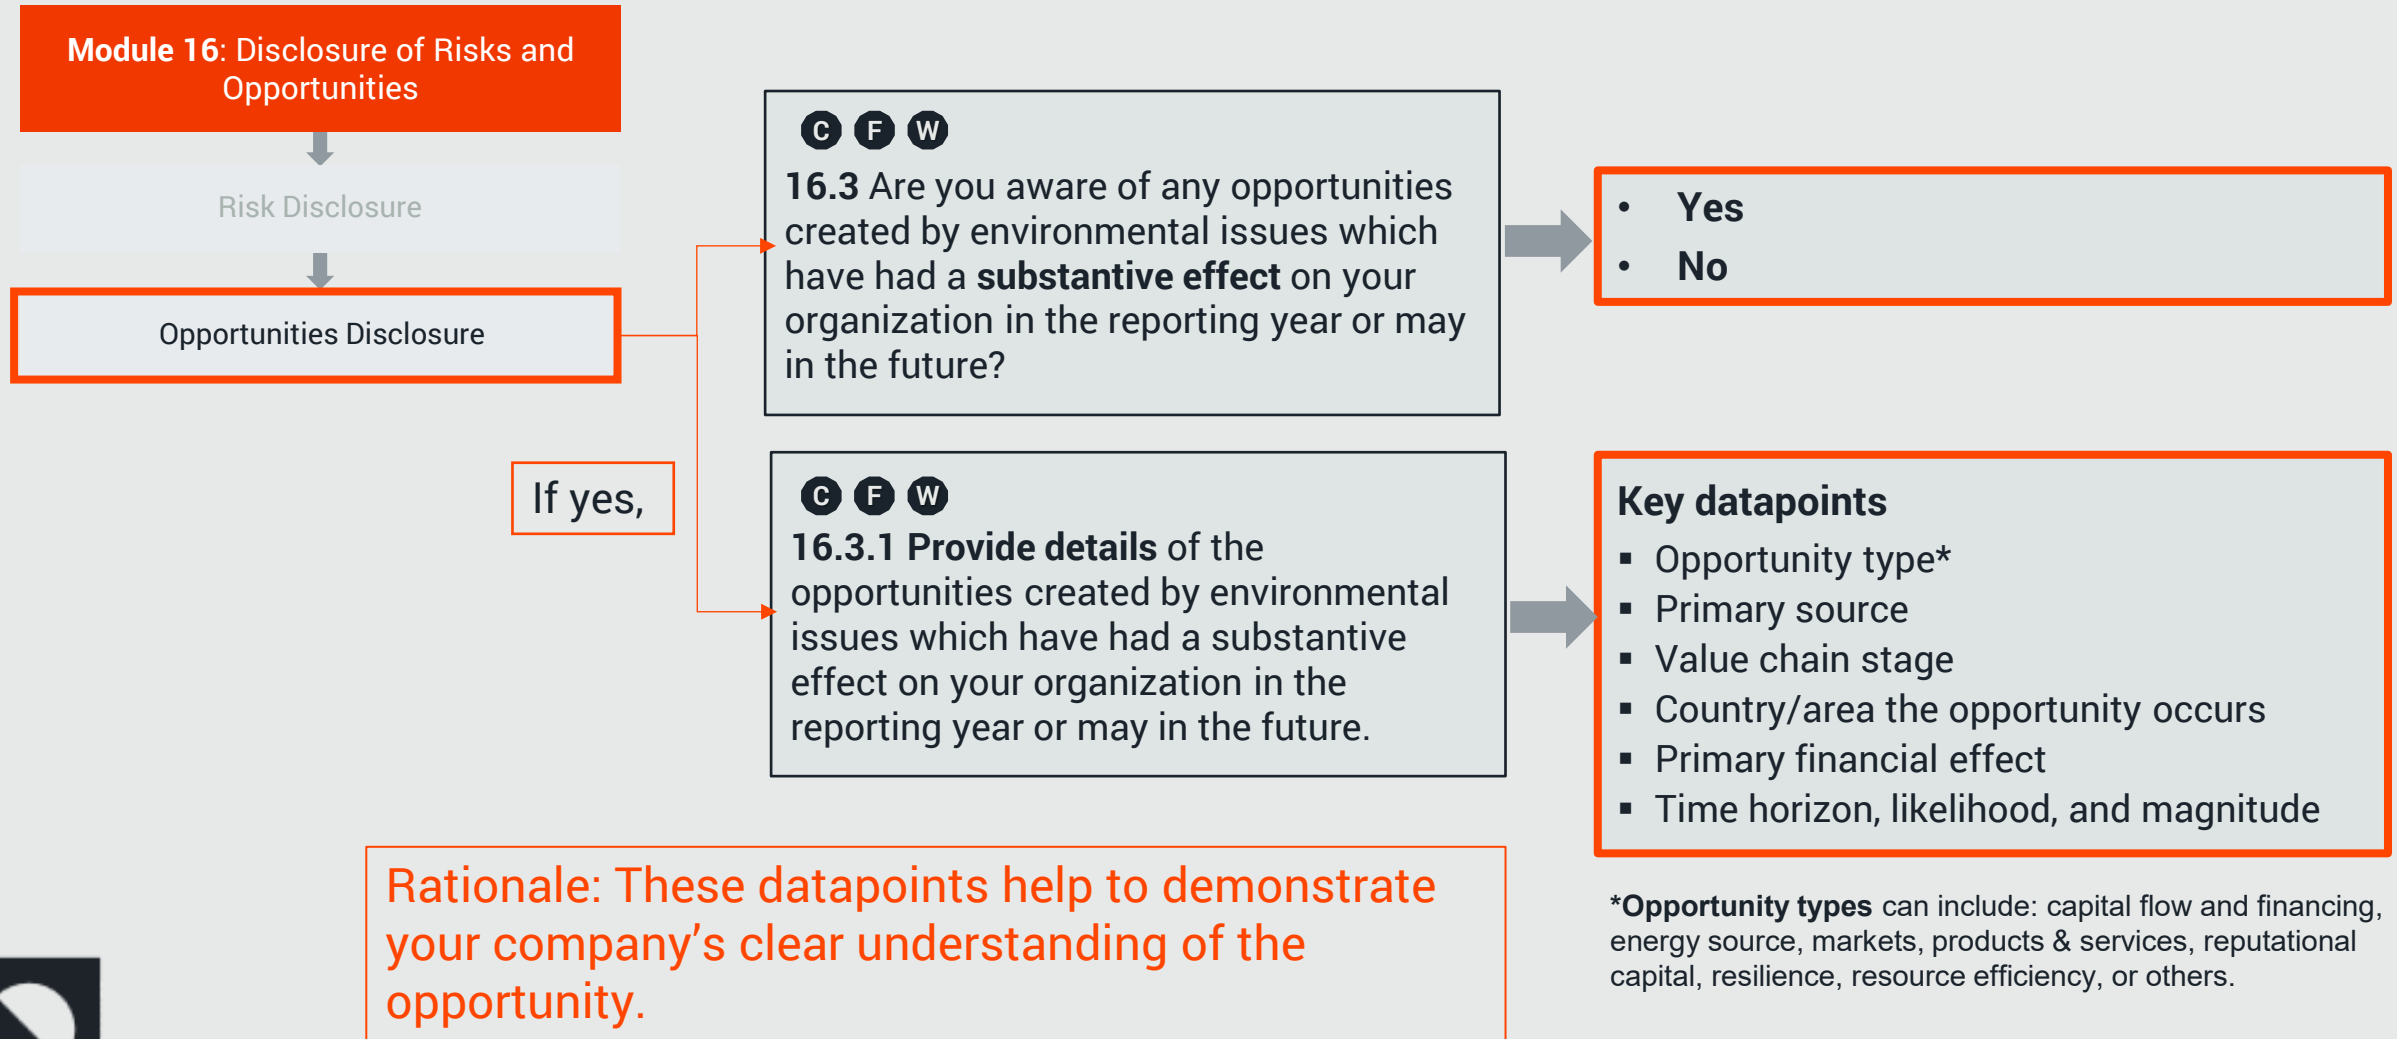 Module 16: Disclosure of Risks and
Opportunities
Risk Disclosure
Opportunities Disclosure
If yes,
C F W
16.3 Are you aware of any opportunities
created by environmental issues which
have had a substantive effect on your
organization in the reporting year or may
in the future?
• Yes
• No
C F W
16.3.1 Provide details of the
opportunities created by environmental
issues which have had a substantive
effect on your organization in the
reporting year or may in the future.
Key datapoints
▪ Opportunity type*
▪ Primary source
▪ Value chain stage
▪ Country/area the opportunity occurs
▪ Primary financial effect
▪ Time horizon, likelihood, and magnitude
*Opportunity types can include: capital flow and financing,
energy source, markets, products & services, reputational
capital, resilience, resource efficiency, or others.
Rationale: These datapoints help to demonstrate
your company’s clear understanding of the
opportunity.